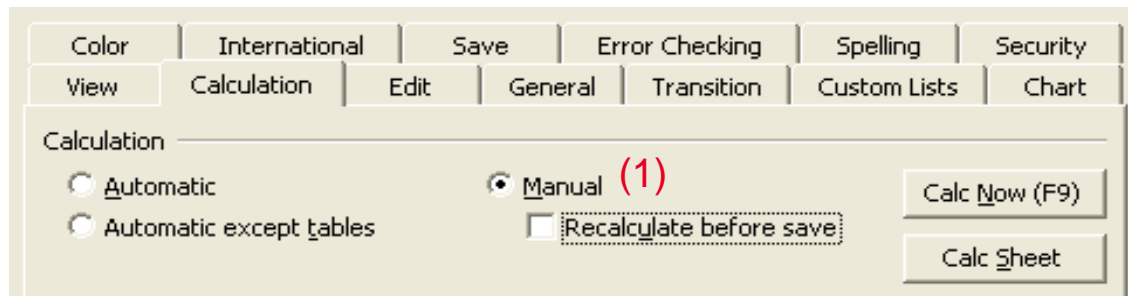 Color International Save Error Checking Spelling Security
View Calculation Edit General Transition Custom Lists Chart
Calculation
Automatic Manual (1) Calc Now (F9)
Automatic except tables Recalculate before save
Calc Sheet